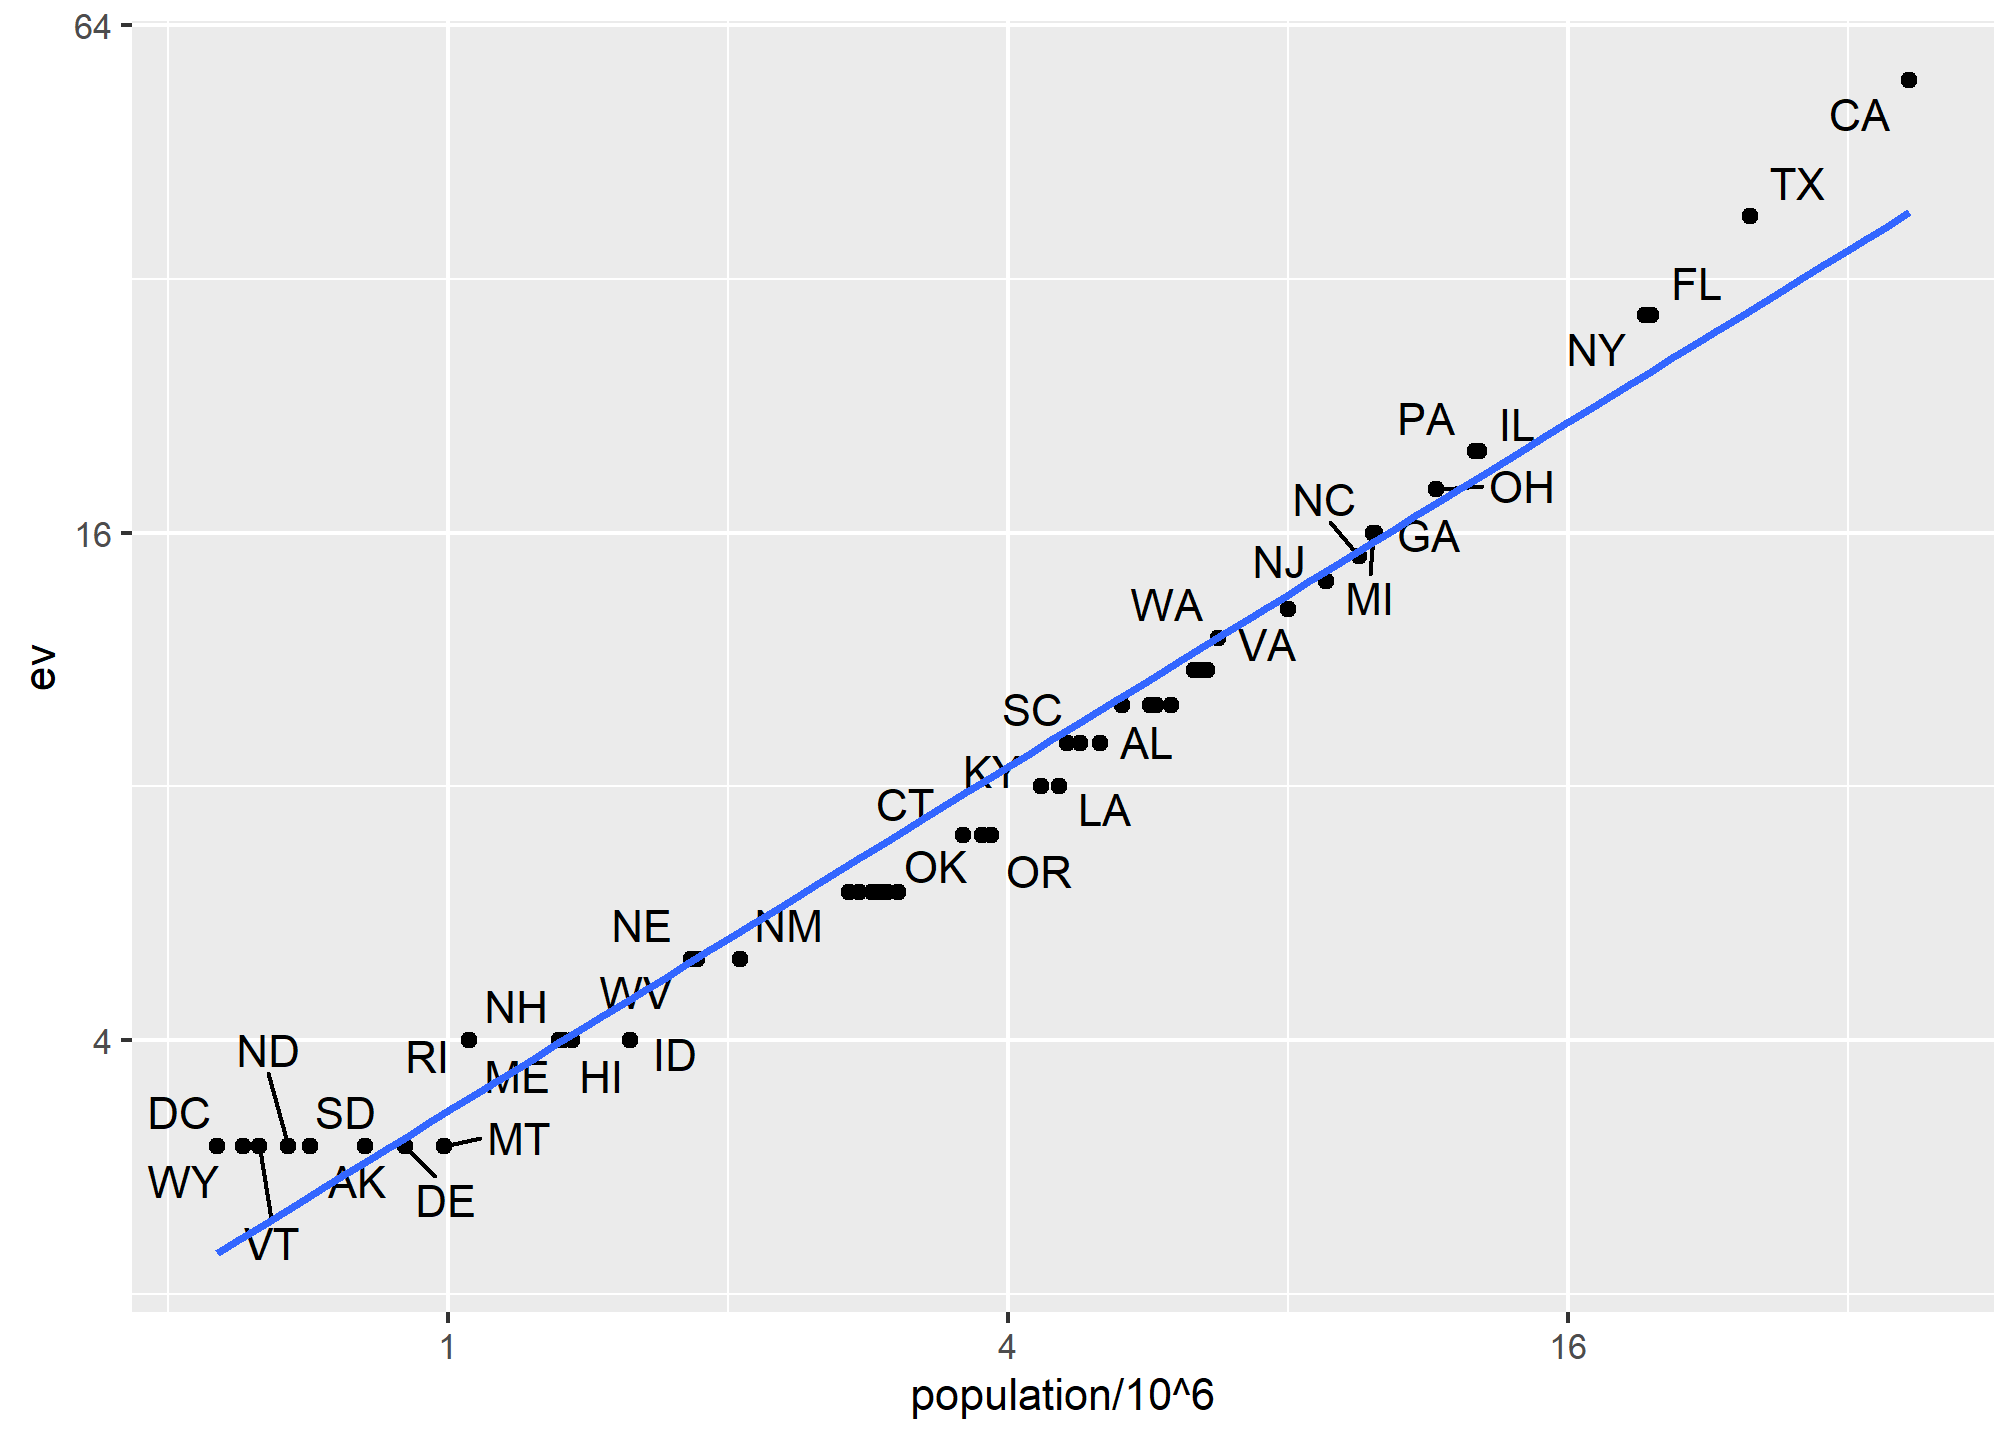 64
CA
TX
FL
NY
PA
IL
OH
NC
16
GA
NJ
MI
WA
VA
ev
SC
AL
KY
CT
LA
OK
OR
NE
NM
WV
NH
4
ND
RI
ID
ME
HI
DC
SD
MT
WY
AK
DE
VT
1
4
16
population/10^6